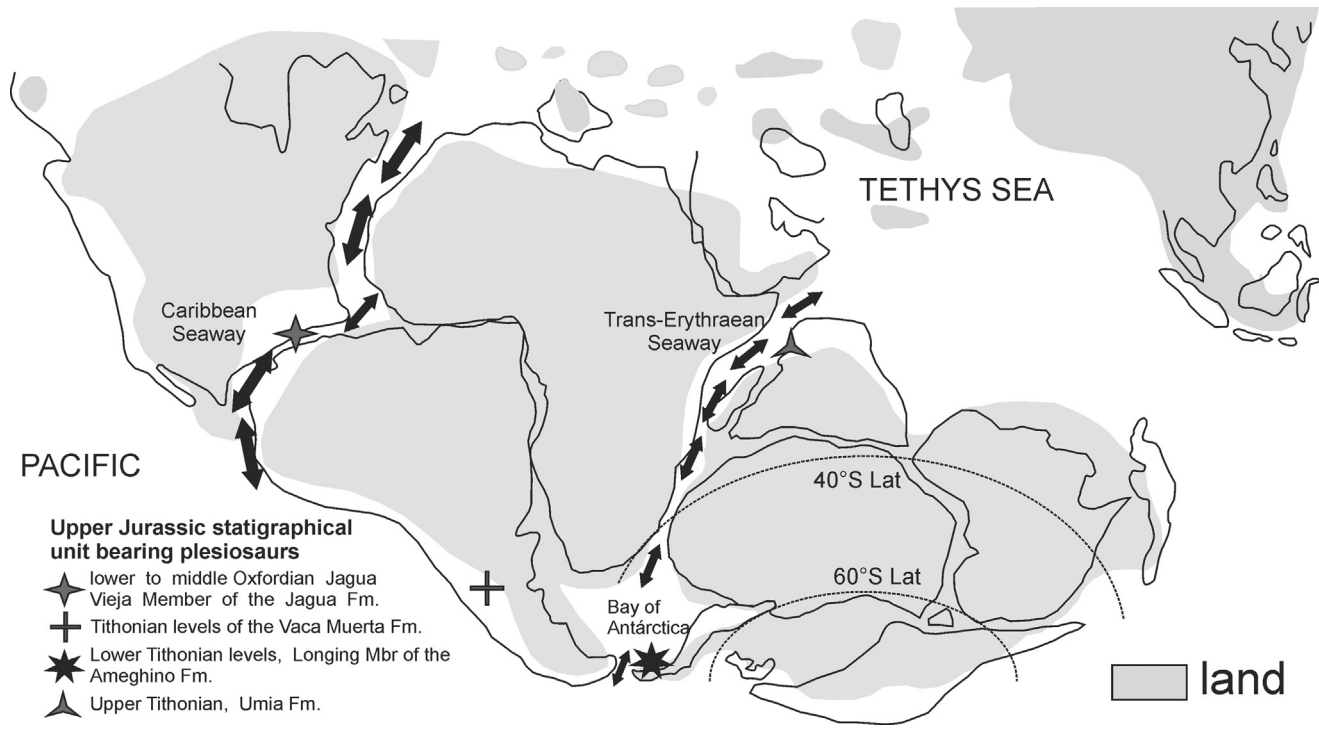 TETHYS SEA
Caribbean
Seaway
Trans-Erythraean
Seaway
PACIFIC
40°S Lat
60°S Lat
Bay of
Antárctica
Upper Jurassic statigraphical
unit bearing plesiosaurs
lower to middle Oxfordian Jagua
Vieja Member of the Jagua Fm.
Tithonian levels of the Vaca Muerta Fm.
Lower Tithonian levels, Longing Mbr of the
Ameghino Fm.
Upper Tithonian, Umia Fm.
land